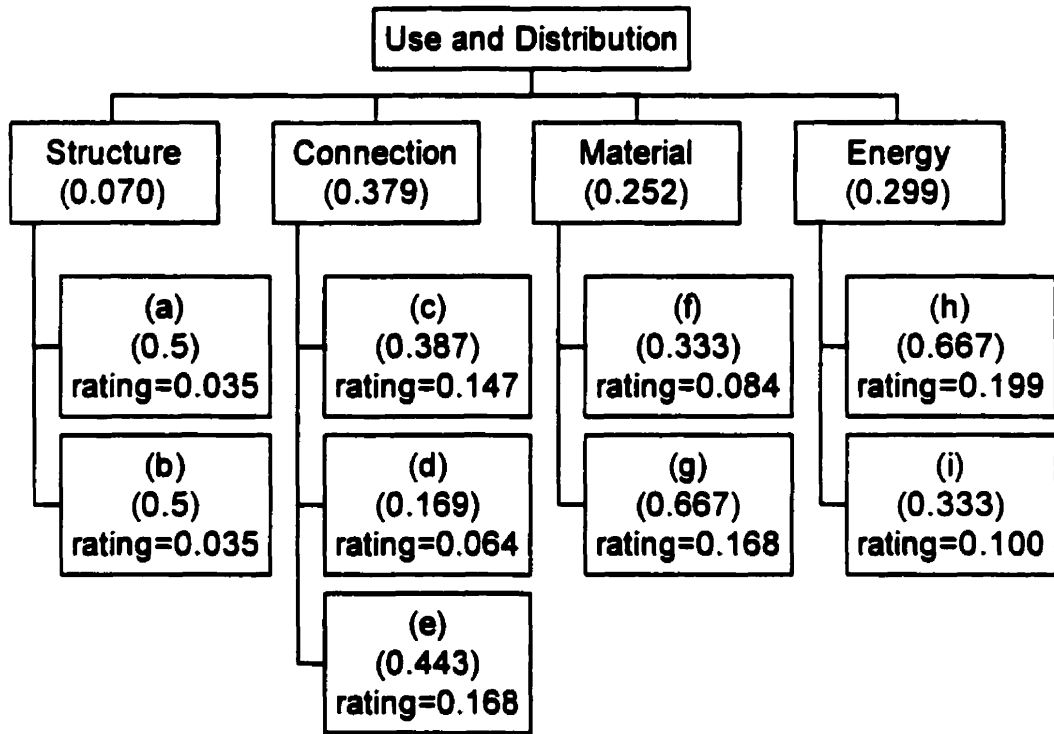 Use and Distribution
Structure
(0.070)
Connection
(0.379)
Material
(0.252)
Energy
(0.299)
(a)
(0.5)
rating=0.035
(b)
(0.5)
rating=0.035
(c)
(0.387)
rating=0.147
(d)
(0.169)
rating=0.064
(e)
(0.443)
rating=0.168
(f)
(0.333)
rating=0.084
(g)
(0.667)
rating=0.168
(h)
(0.667)
rating=0.199
(i)
(0.333)
rating=0.100